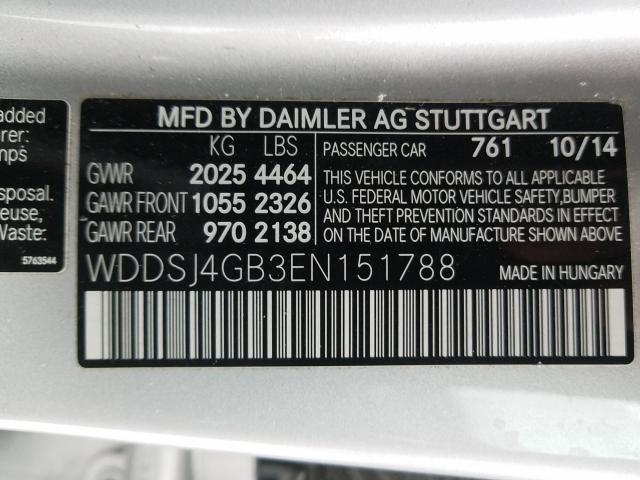 added
rer:
mps
sposal.
euse,
Waste:
5763544
MFD BY DAIMLER AG STUTTGART
KG LBS
GVWR 2025 4464
GAWR FRONT 1055 2326
GAWR REAR 970 2138
PASSENGER CAR 761 10/14
THIS VEHICLE CONFORMS TO ALL APPLICABLE
U.S. FEDERAL MOTOR VEHICLE SAFETY,BUMPER
AND THEFT PREVENTION STANDARDS IN EFFECT
ON THE DATE OF MANUFACTURE SHOWN ABOVE.
WDDSJ4GB3EN151788
MADE IN HUNGARY